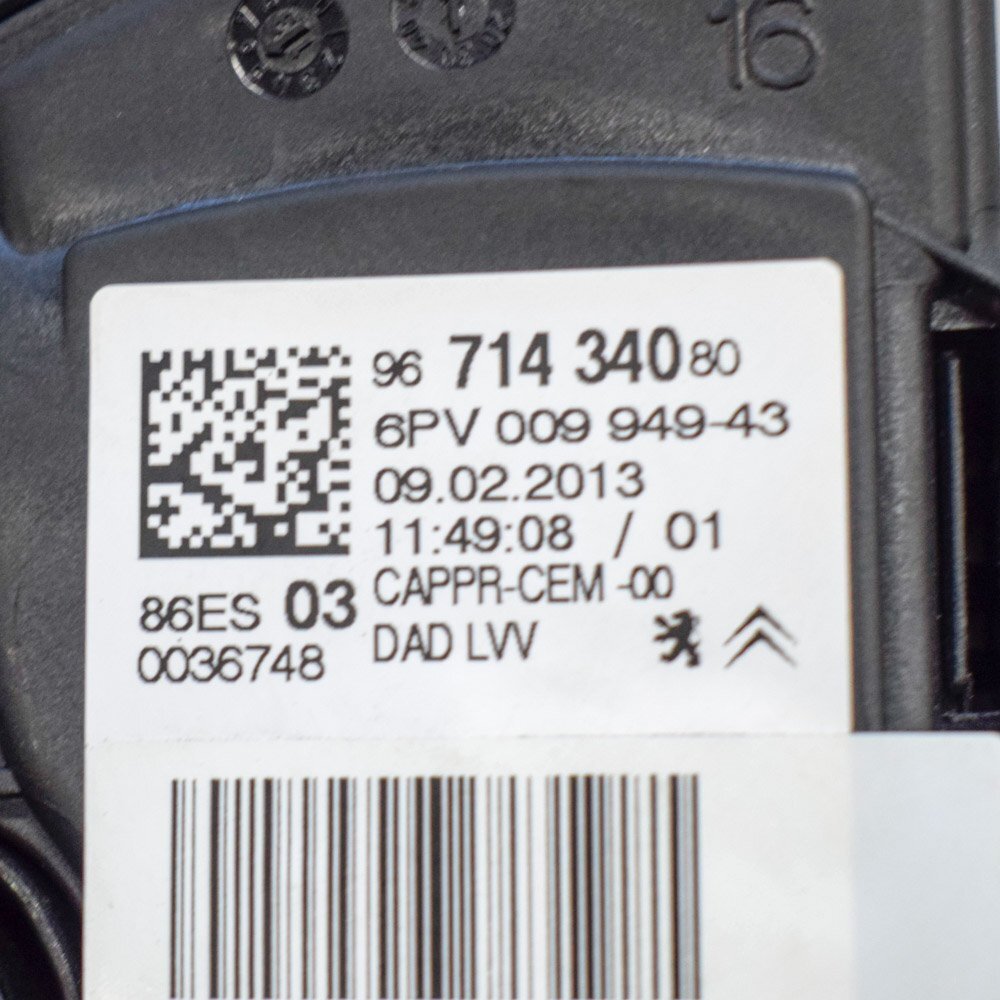 16
96 714 340 80
6PV 009 949-43
09.02.2013
11:49:08 / 01
CAPPR-CEM -00
DAD LVV
86ES 03
0036748